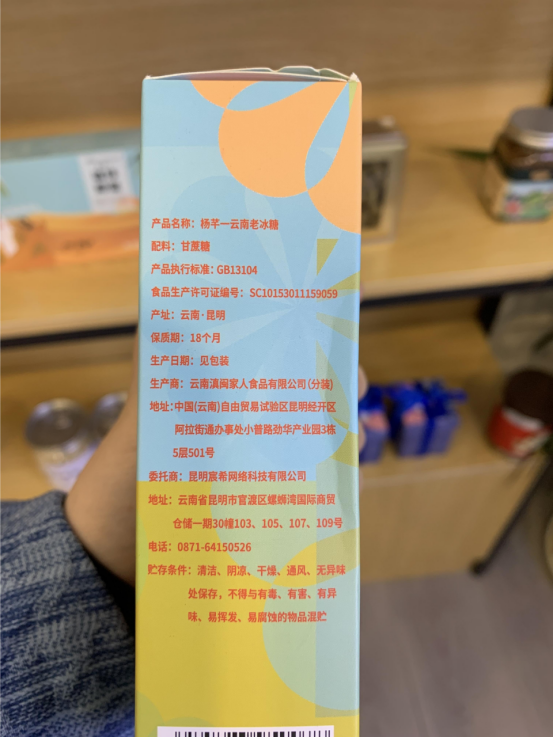 产品名称：杨芊一云南老冰糖
配料：甘蔗糖
产品执行标准：GB13104
食品生产许可证编号：SC10153011159059
产址：云南·昆明
保质期：18个月
生产日期：见包装
生产商：云南滇闽家人食品有限公司(分装)
地址：中国(云南)自由贸易试验区昆明经开区
阿拉街道办事处小普路劲华产业园3栋
5层501号
委托商：昆明宸希网络科技有限公司
地址：云南省昆明市官渡区螺蛳湾国际商贸
仓储一期30幢103、105、107、109号
电话：0871-64150526
贮存条件：清洁、阴凉、干燥、通风、无异味
处保存，不得与有毒、有害、有异
味、易挥发、易腐蚀的物品混贮